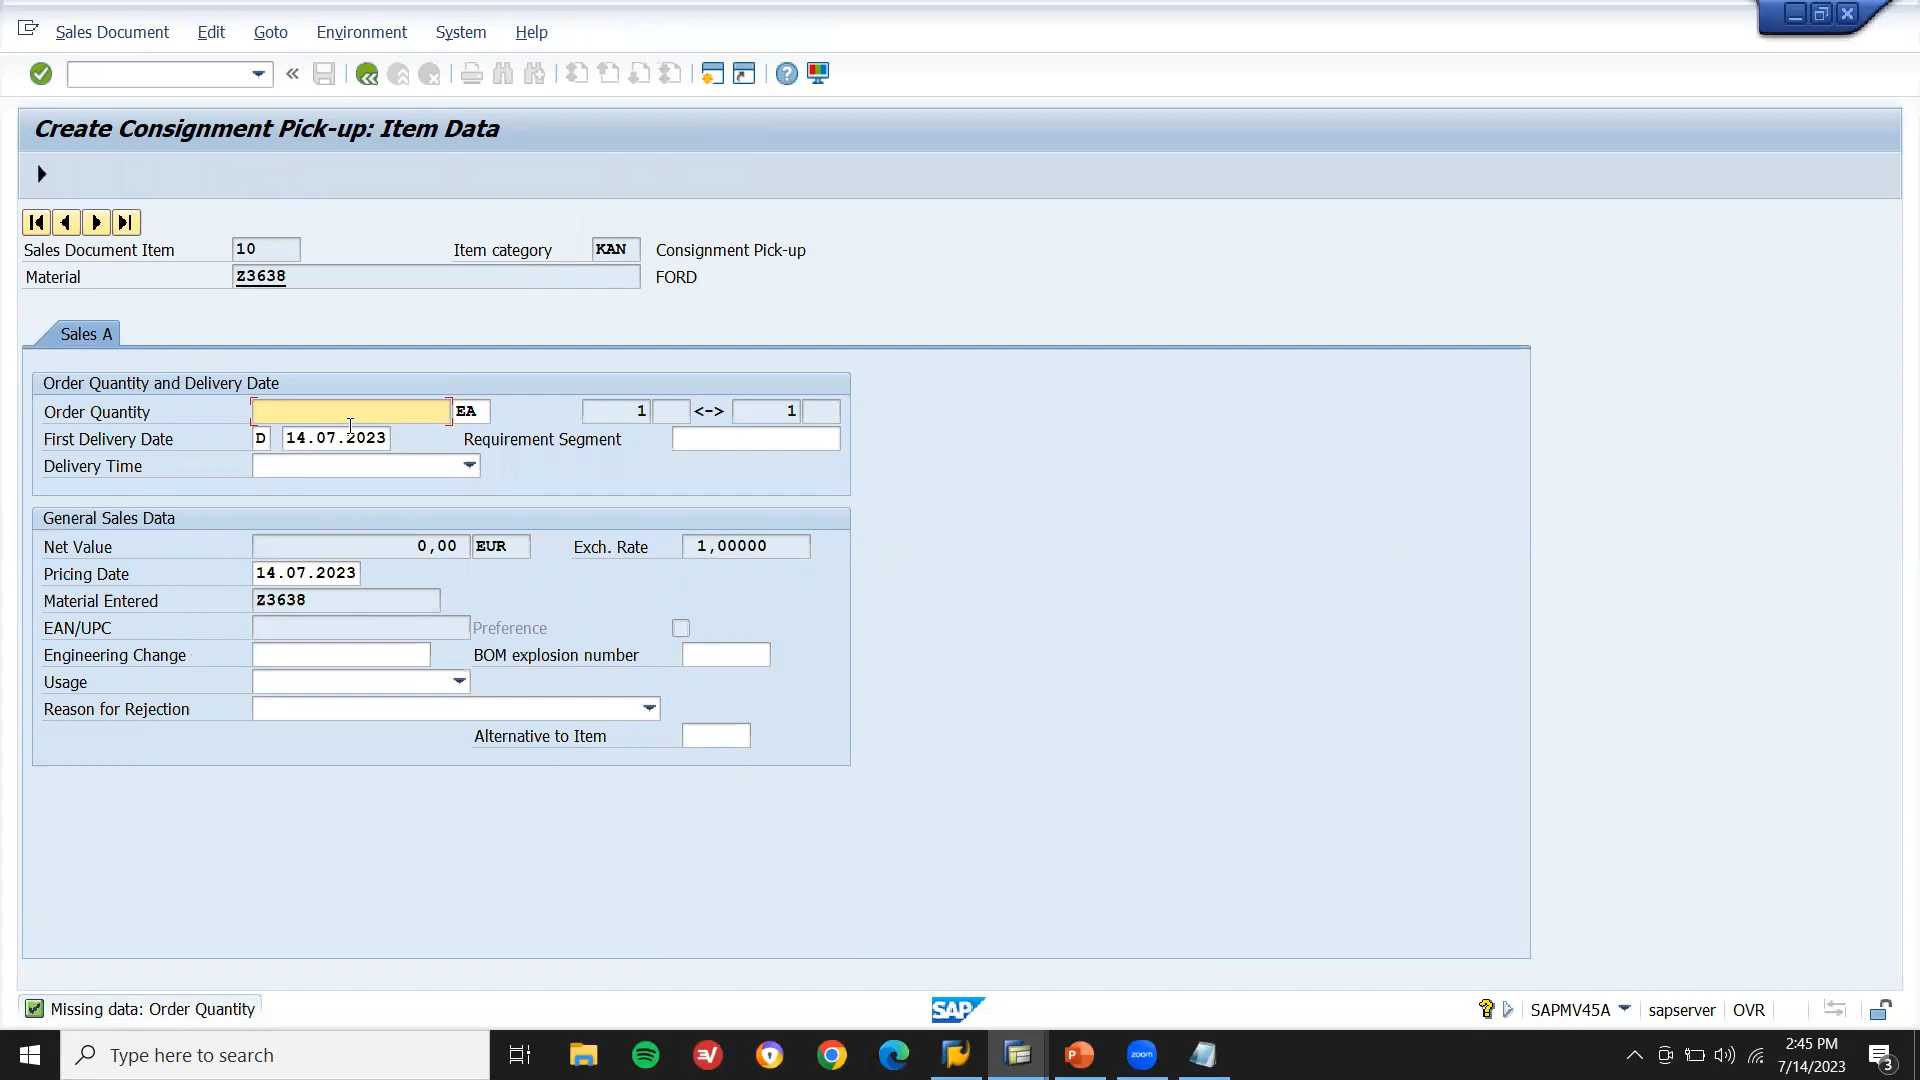 Sales Document Edit Goto Environment System Help
Create Consignment Pick-up: Item Data
Sales Document Item 10 Item category KAN Consignment Pick-up
Material Z3638 FORD
Sales A
Order Quantity and Delivery Date
Order Quantity EA 1 <-> 1
First Delivery Date D 14.07.2023 Requirement Segment
Delivery Time
General Sales Data
Net Value 0,00 EUR Exch. Rate 1,00000
Pricing Date 14.07.2023
Material Entered Z3638
EAN/UPC Preference
Engineering Change BOM explosion number
Usage
Reason for Rejection
Alternative to Item
Missing data: Order Quantity SAP SAPMV45A sapserver OVR
Type here to search zoom 2:45 PM
7/14/2023 3